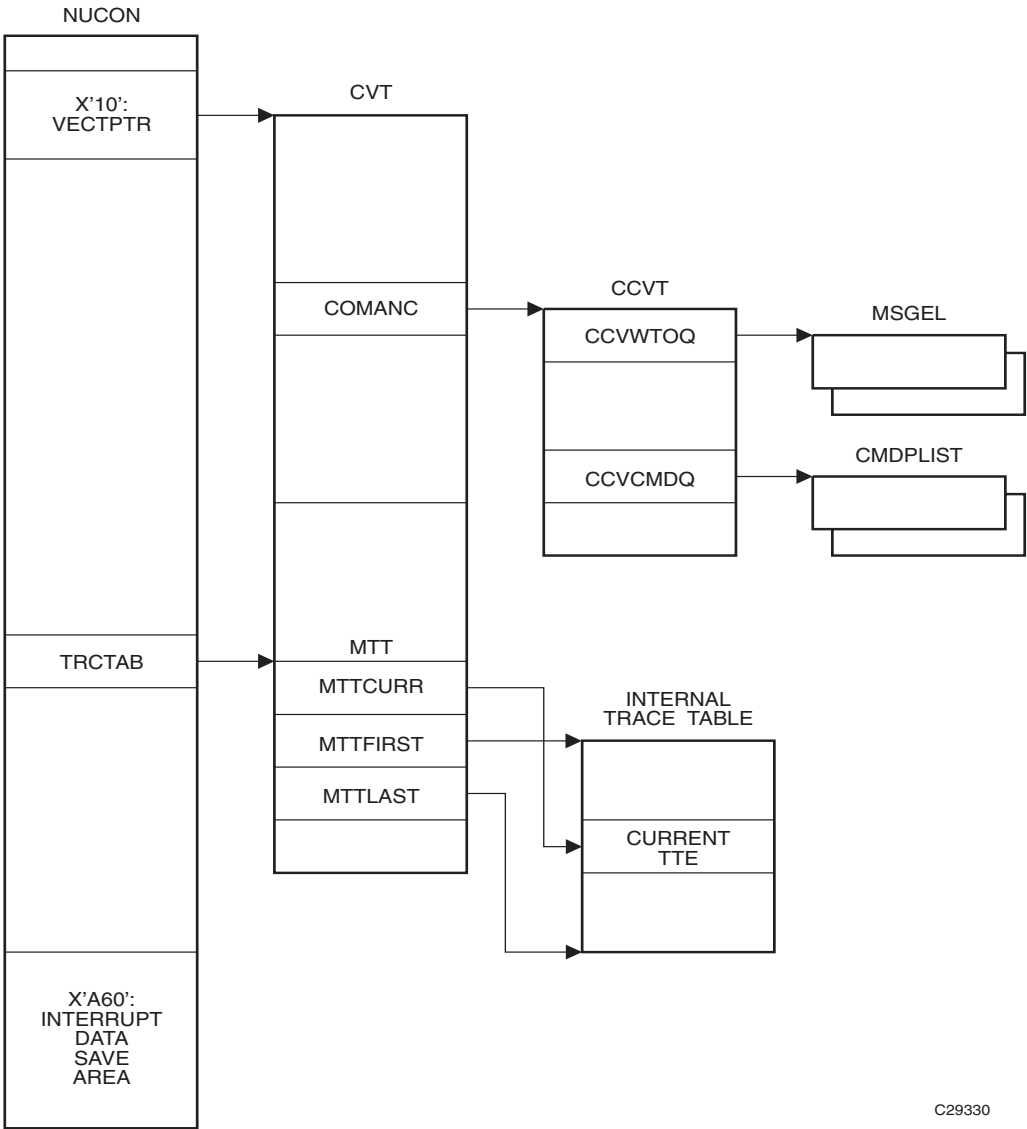 NUCON
X'10':
VECTPTR
CVT
COMANC
CCVT
CCVWTOQ
MSGEL
CCVCMDQ
CMDPLIST
TRCTAB
MTT
MTTCURR
MTTFIRST
MTTLAST
INTERNAL
TRACE TABLE
CURRENT
TTE
X'A60':
INTERRUPT
DATA
SAVE
AREA
C29330